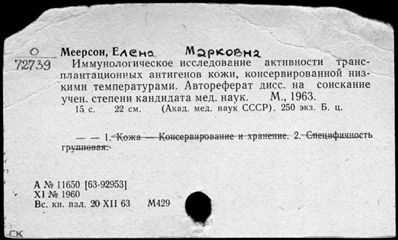 О
72739
Меерсон, Елена Марковна
Иммунологическое исследование активности транс-
плантационных антигенов кожи, консервированной низ-
кими температурами. Автореферат дисс. на соискание
учен. степени кандидата мед. наук. М., 1963.
15 с. 22 см. (Акад. мед. наук СССР). 250 экз. Б. ц.
— — 1. Кожа — Консервирование и хранение. 2. Специфичность
групповая.
А № 11650 [63-92953]
XI № 1960
Вс. кн. пал. 20 XII 63 М429
ГК